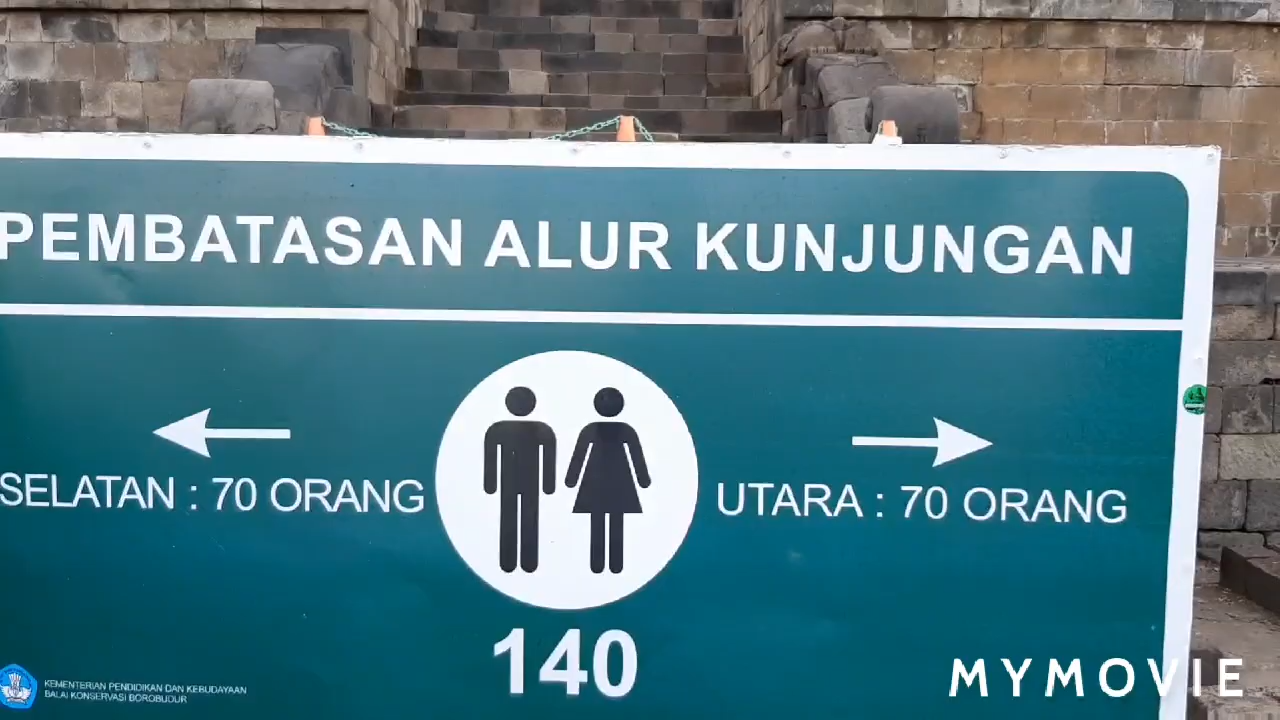 PEMBATASAN ALUR KUNJUNGAN
SELATAN : 70 ORANG
UTARA : 70 ORANG
140
KEMENTERIAN PENDIDIKAN DAN KEBUDAYAAN
BALAI KONSERVASI BOROBUDUR
MYMOVIE